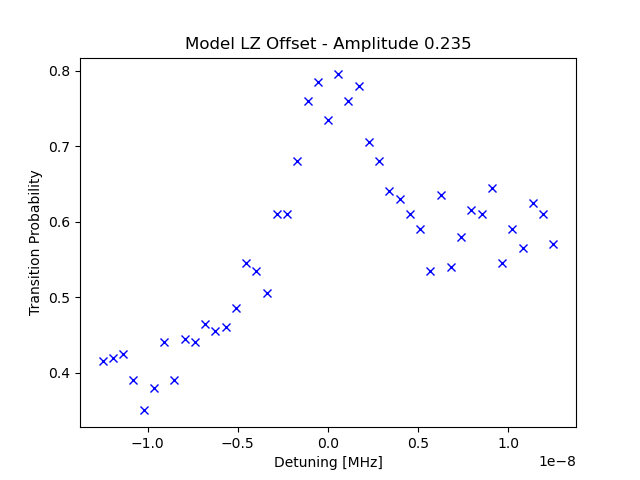 Model LZ Offset - Amplitude 0.235
0.8
0.7
0.6
0.5
0.4
Transition Probability
−1.0 −0.5 0.0 0.5 1.0
1e−8
Detuning [MHz]